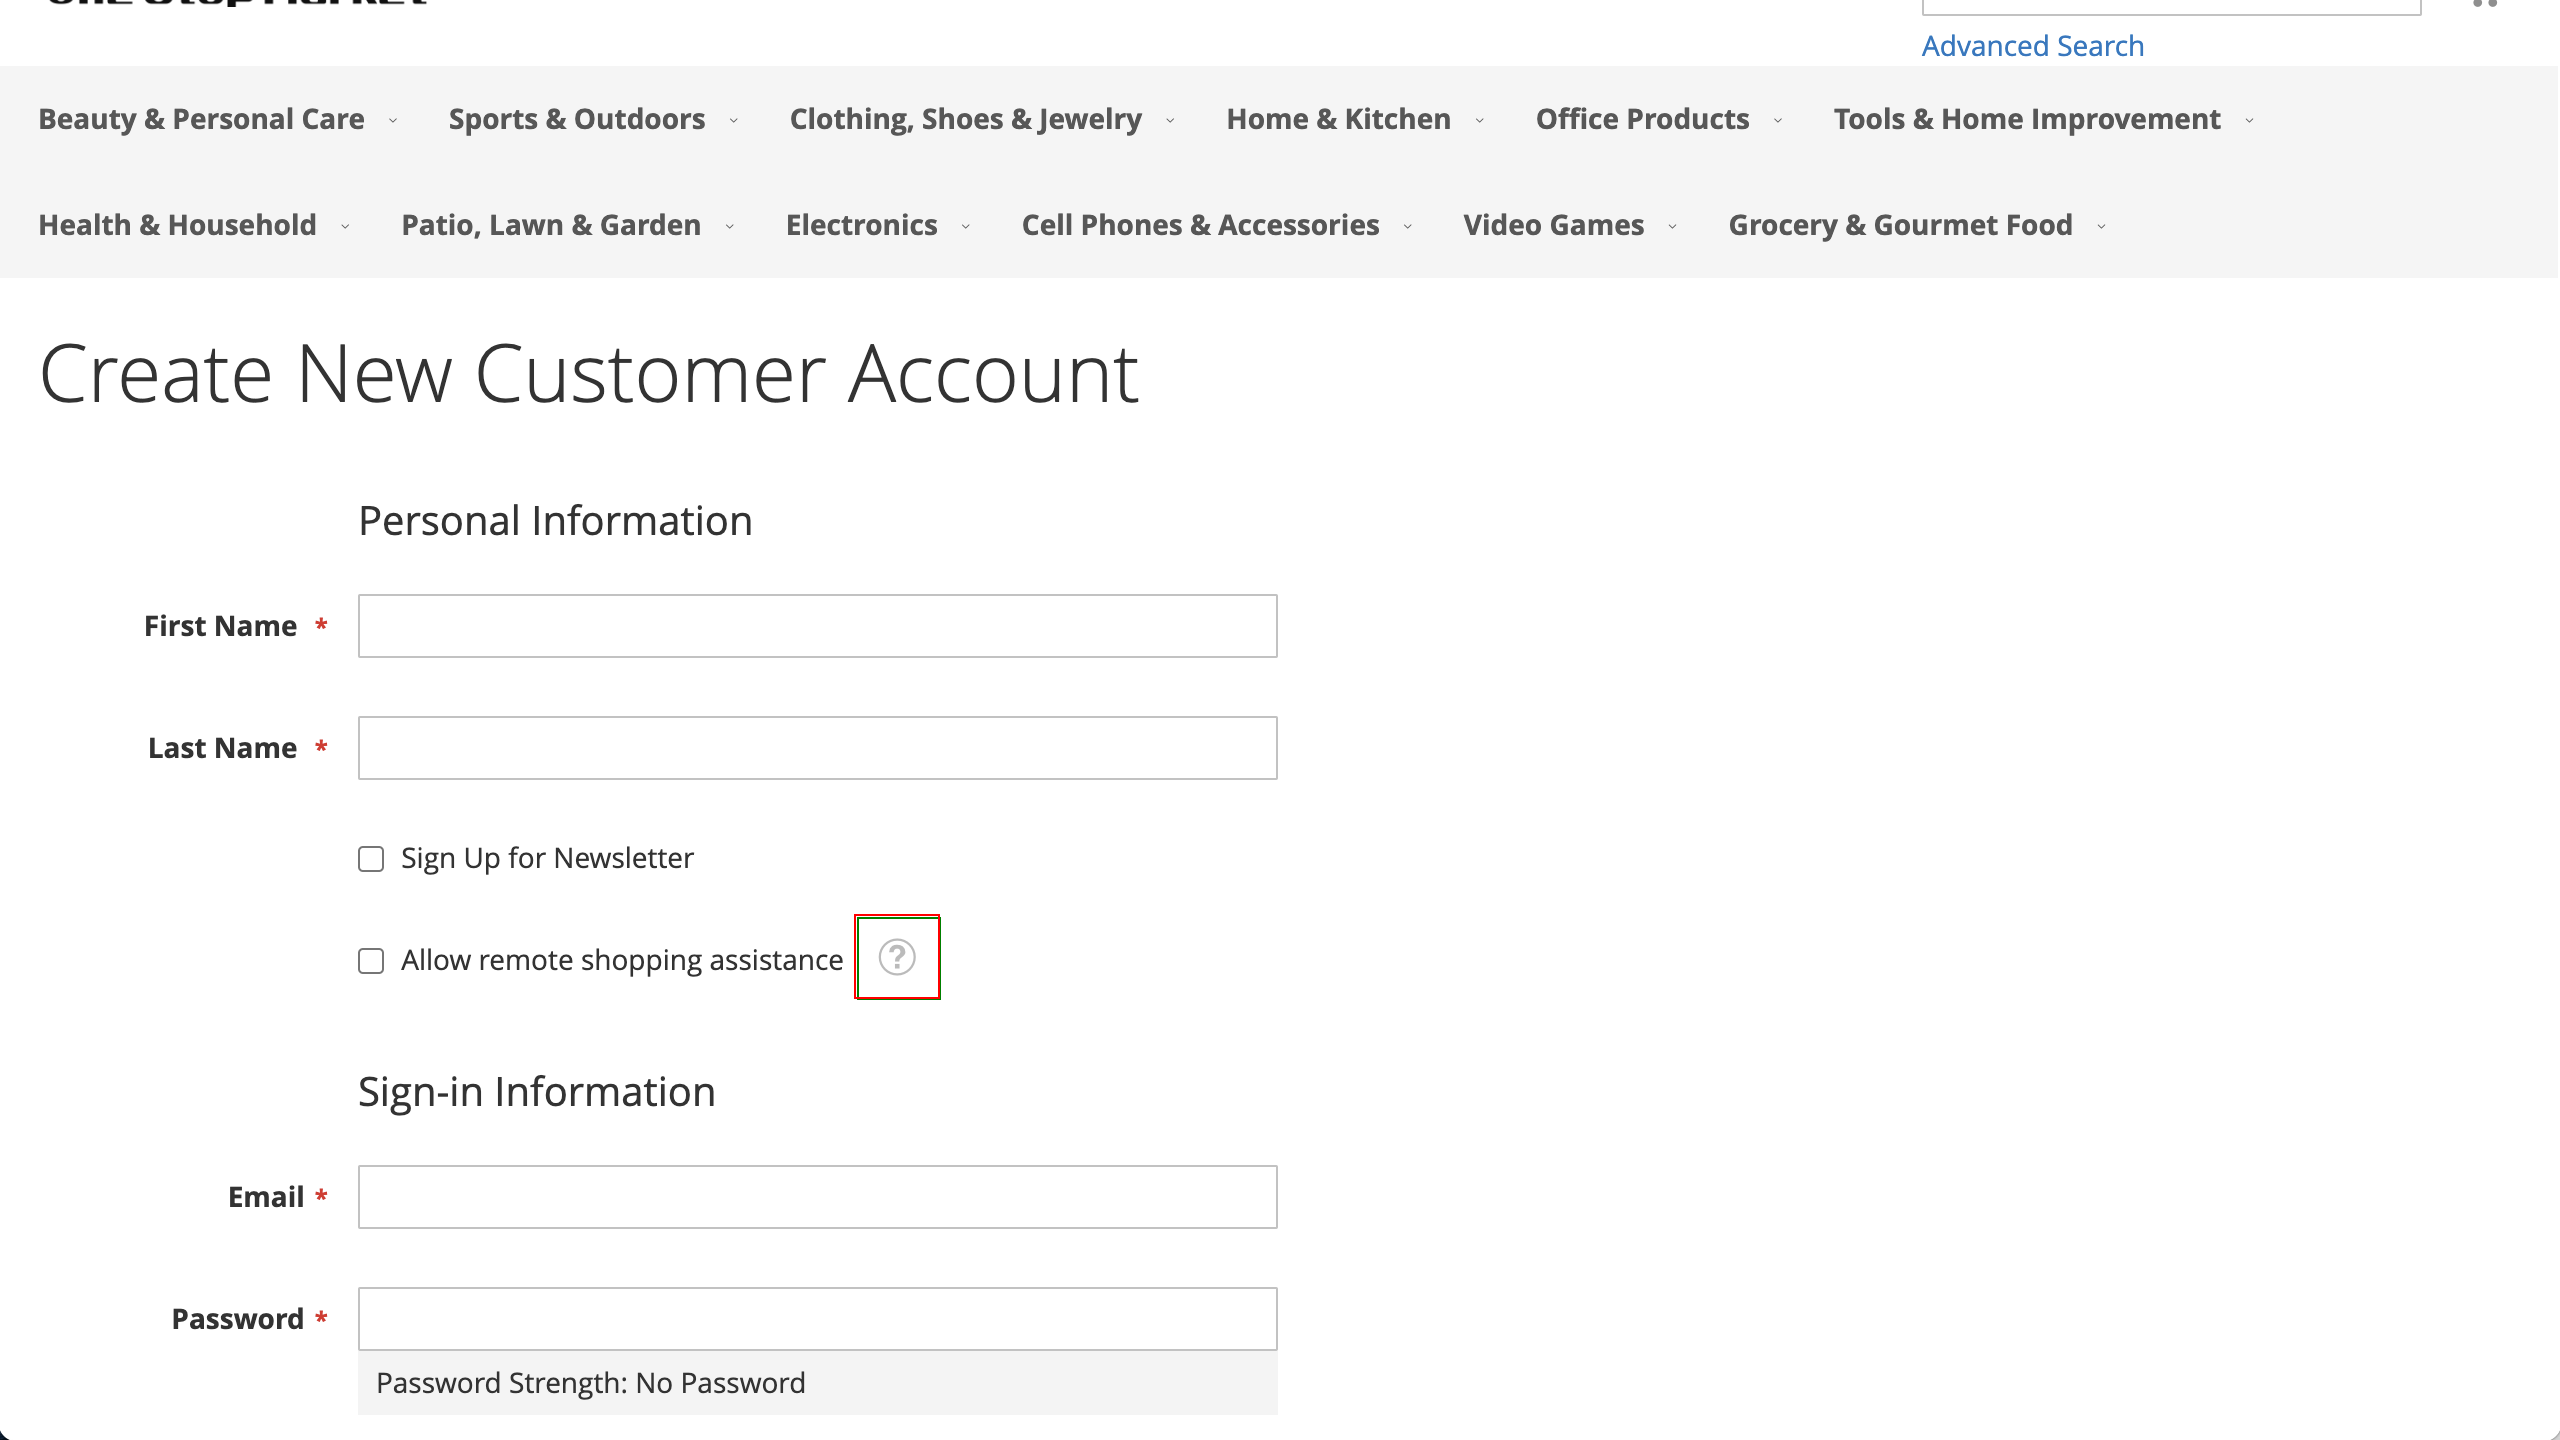 Advanced Search
Beauty & Personal Care Sports & Outdoors Clothing, Shoes & Jewelry Home & Kitchen Office Products Tools & Home Improvement
Health & Household Patio, Lawn & Garden Electronics Cell Phones & Accessories Video Games Grocery & Gourmet Food
Create New Customer Account
Personal Information
First Name *
Last Name *
Sign Up for Newsletter
Allow remote shopping assistance ?
Sign-in Information
Email *
Password *
Password Strength: No Password